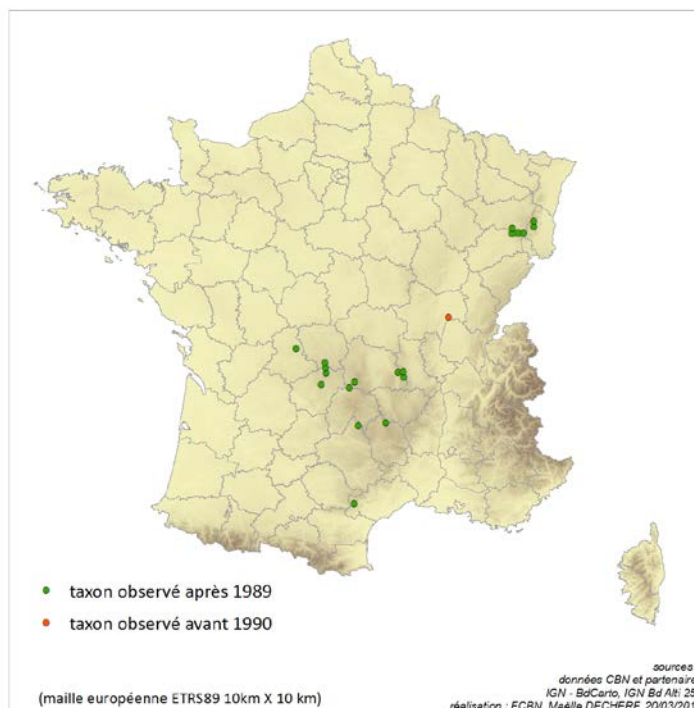 taxon observé après 1989
taxon observé avant 1990
(maille européenne ETRS89 10km X 10 km)
sources
données CBN et partenaire
IGN - BdCarto, IGN Bd Alti 25
réalisation : FCBN, Maëlle DECHERF, 20/03/201